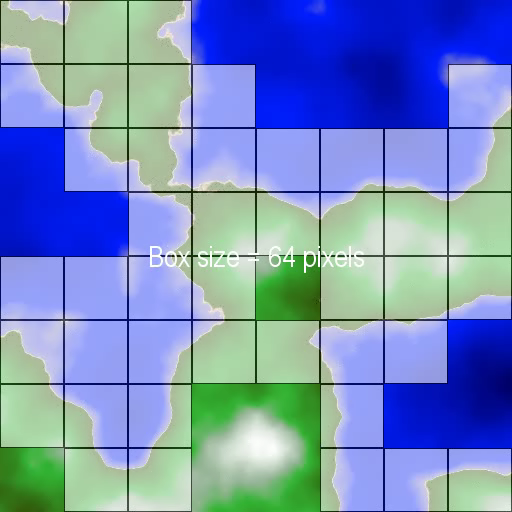 Box size = 64 pixels